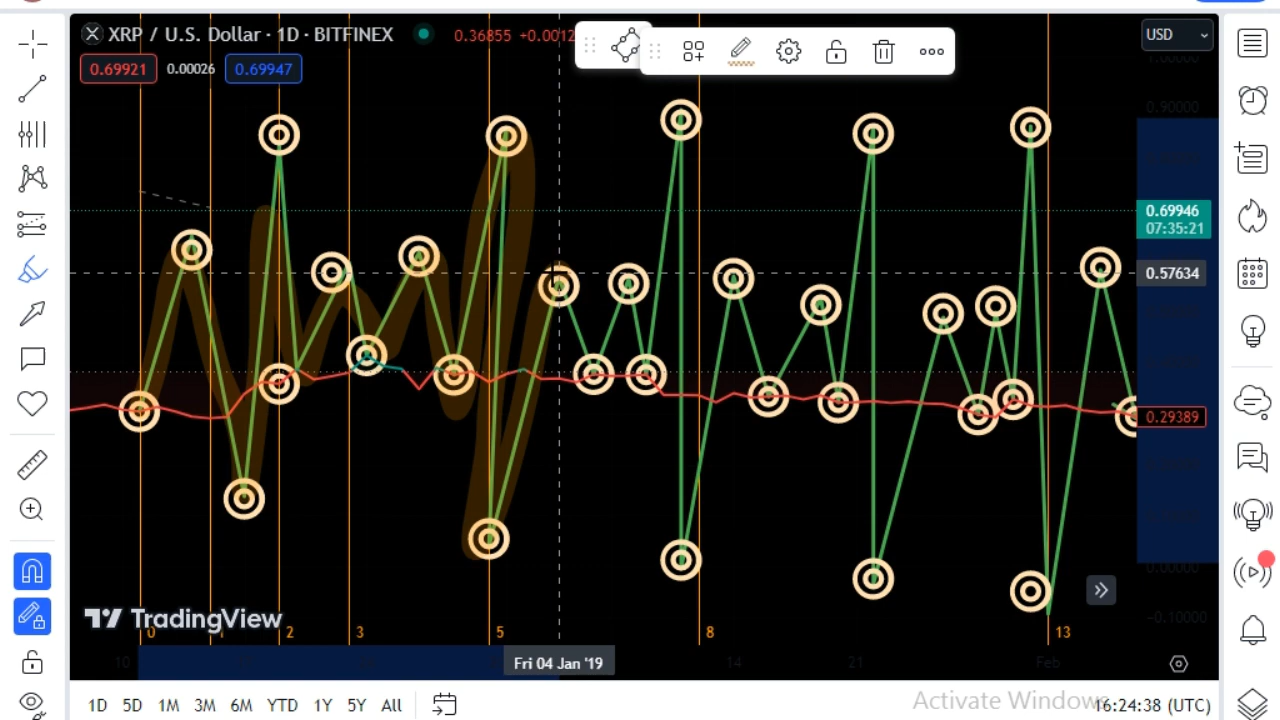 XRP / U.S. Dollar · 1D · BITFINEX
0.36855 +0.0012
USD
0.69921 0.00026 0.69947
1.00000
0.90000
0.69946
07:35:21
0.57634
0.29389
0.00000
−0.10000
TradingView
0 1 2 3 5 8 13
10 Fri 04 Jan '19 14 21 Feb
1D 5D 1M 3M 6M YTD 1Y 5Y All
Activate Windows
16:24:38 (UTC)